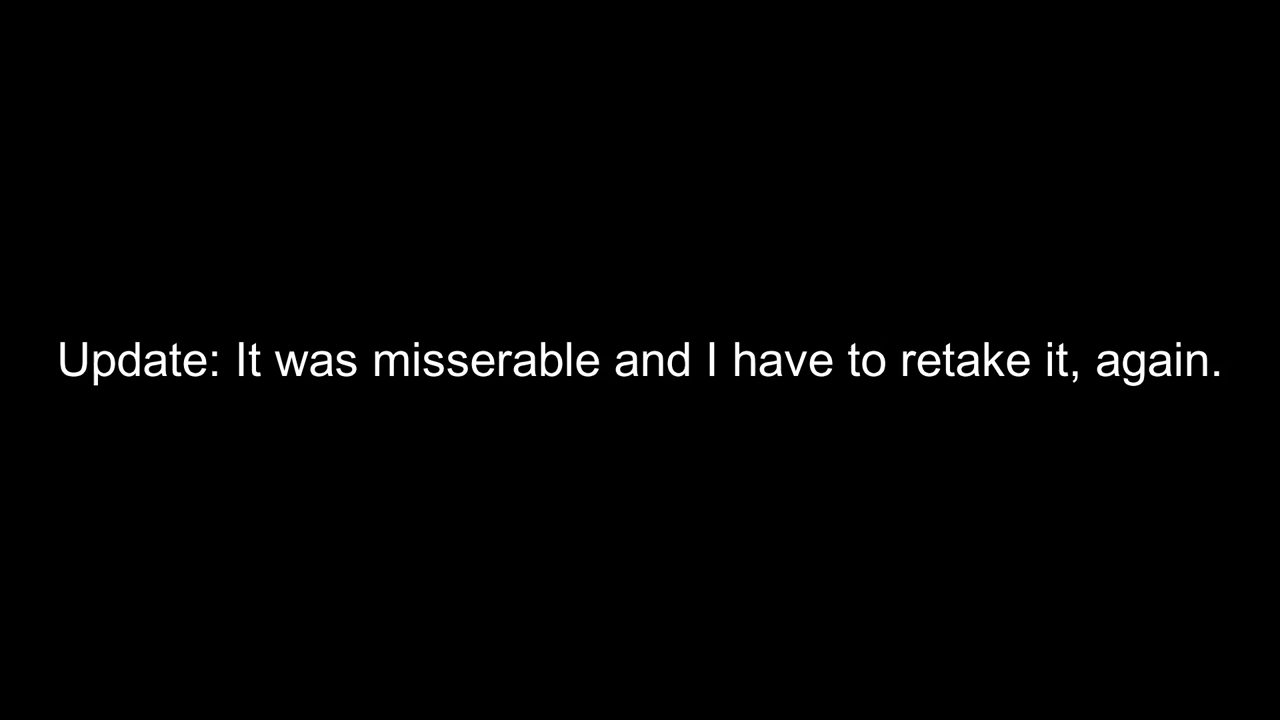 Update: It was misserable and I have to retake it, again.